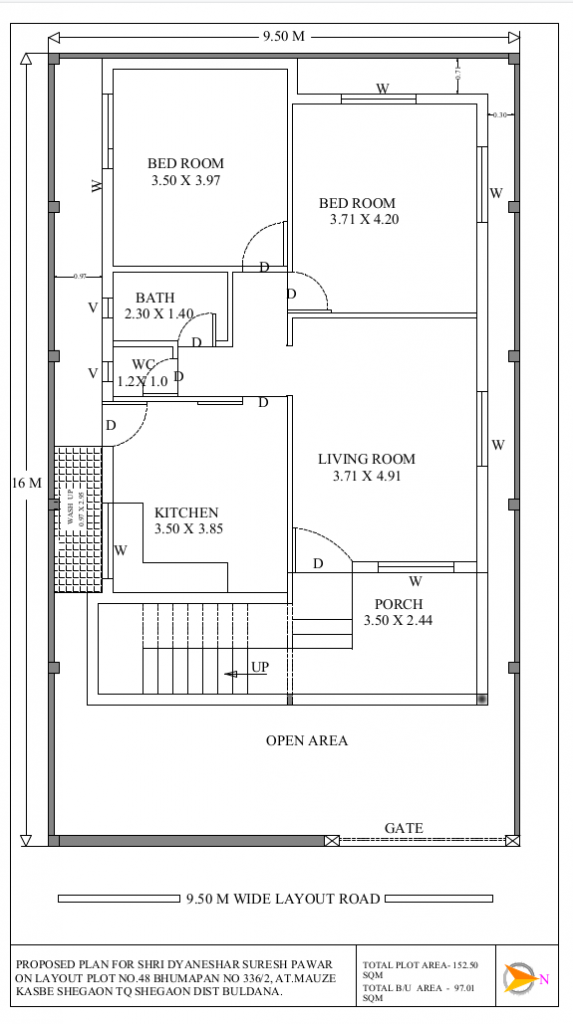 9.50 M
0.71
W
0.30
BED ROOM
3.50 X 3.97
W
BED ROOM
3.71 X 4.20
W
D
0.97
D
BATH
2.30 X 1.40
V
D
WC
1.2X 1.0
V
D
D
D
W
LIVING ROOM
3.71 X 4.91
16 M
WASH UP
0.97 X 2.95
KITCHEN
3.50 X 3.85
W
D
W
PORCH
3.50 X 2.44
UP
OPEN AREA
GATE
9.50 M WIDE LAYOUT ROAD
PROPOSED PLAN FOR SHRI DYANESHAR SURESH PAWAR
ON LAYOUT PLOT NO.48 BHUMAPAN NO 336/2, AT.MAUZE
KASBE SHEGAON TQ SHEGAON DIST BULDANA.
TOTAL PLOT AREA- 152.50
SQM
TOTAL B/U AREA - 97.01
SQM
N